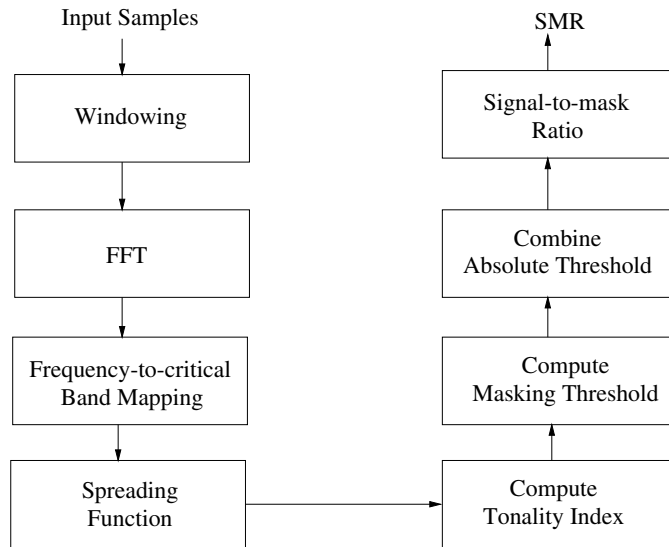 Input Samples
Windowing
FFT
Frequency-to-critical
Band Mapping
Spreading
Function
Compute
Tonality Index
Compute
Masking Threshold
Combine
Absolute Threshold
Signal-to-mask
Ratio
SMR